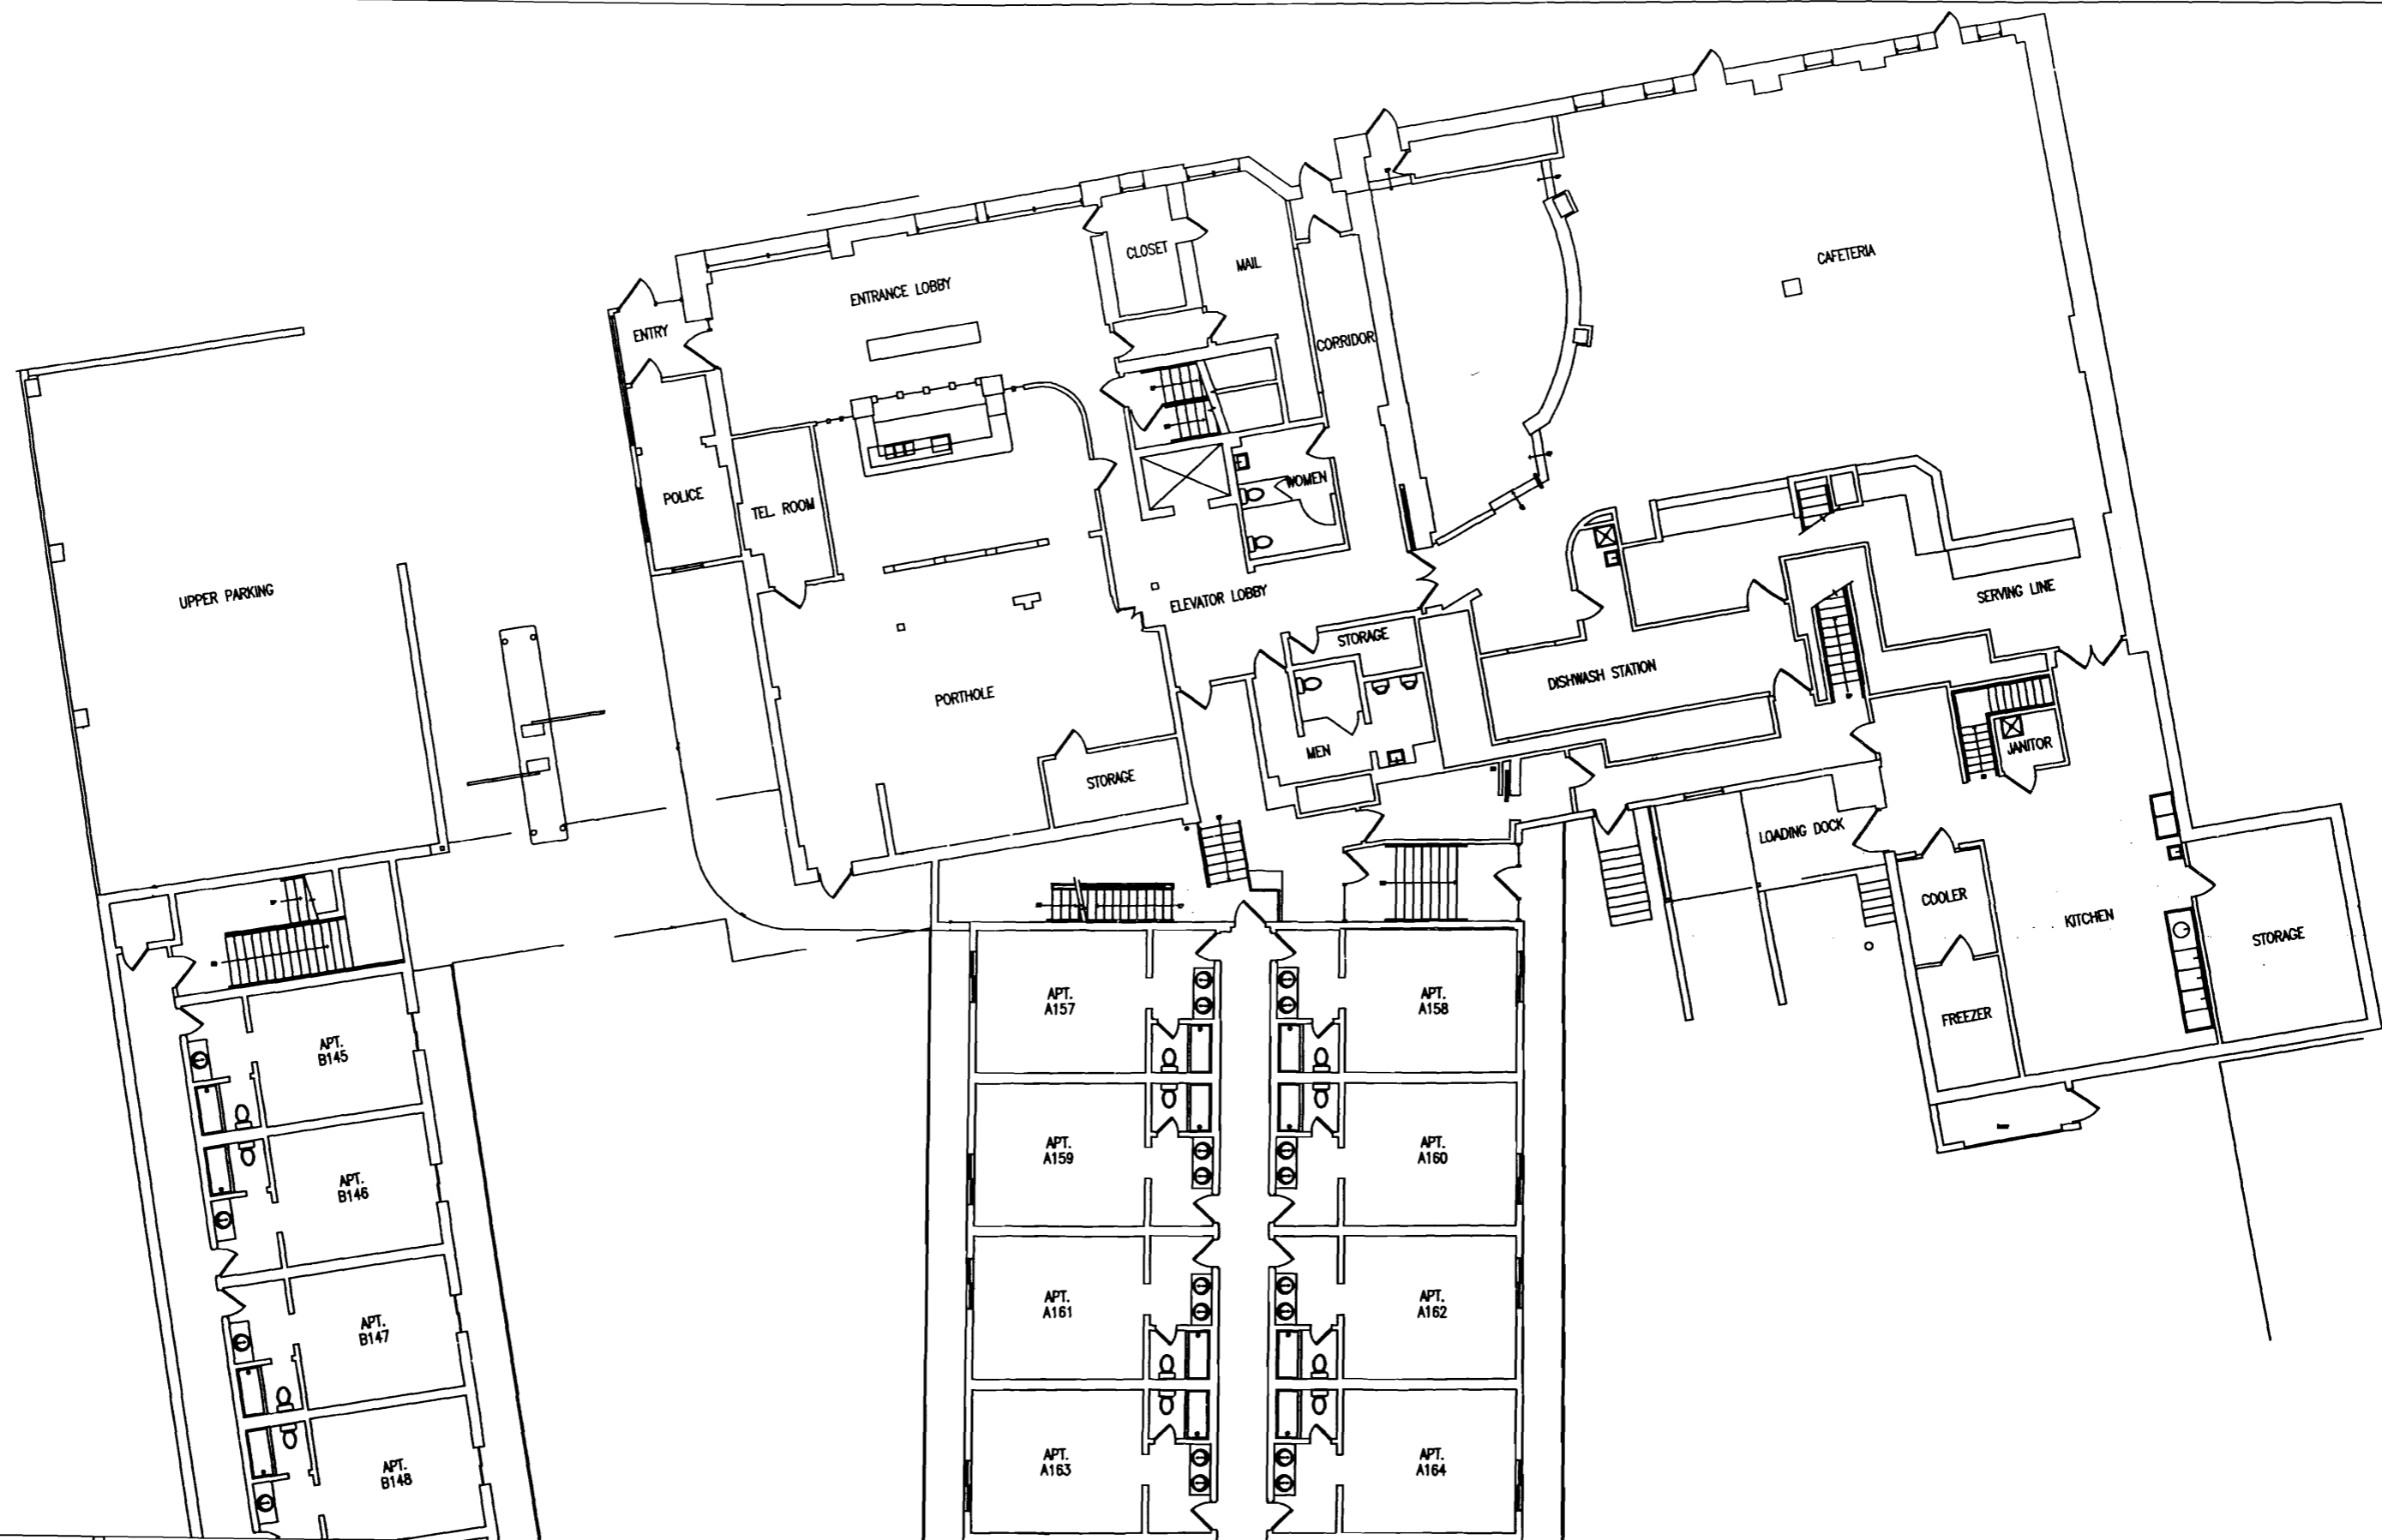 CAFETERIA
CLOSET
MAIL
ENTRANCE LOBBY
ENTRY
CORRIDOR
POLICE
TEL. ROOM
WOMEN
UPPER PARKING
ELEVATOR LOBBY
SERVING LINE
STORAGE
DISHWASH STATION
PORTHOLE
MEN
JANITOR
STORAGE
LOADING DOCK
COOLER
KITCHEN
STORAGE
FREEZER
APT.
A157
APT.
A158
APT.
B145
APT.
A159
APT.
A160
APT.
B146
APT.
A161
APT.
A162
APT.
B147
APT.
A163
APT.
A164
APT.
B148